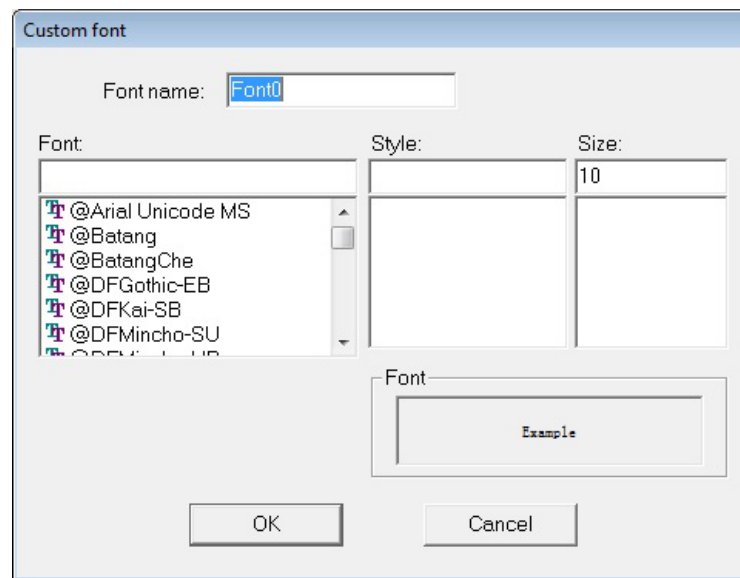 Custom font
Font name: Font0
Font: Style: Size:
10
@Arial Unicode MS
@Batang
@BatangChe
@DFGothic-EB
@DFKai-SB
@DFMincho-SU
Font
Example
OK Cancel